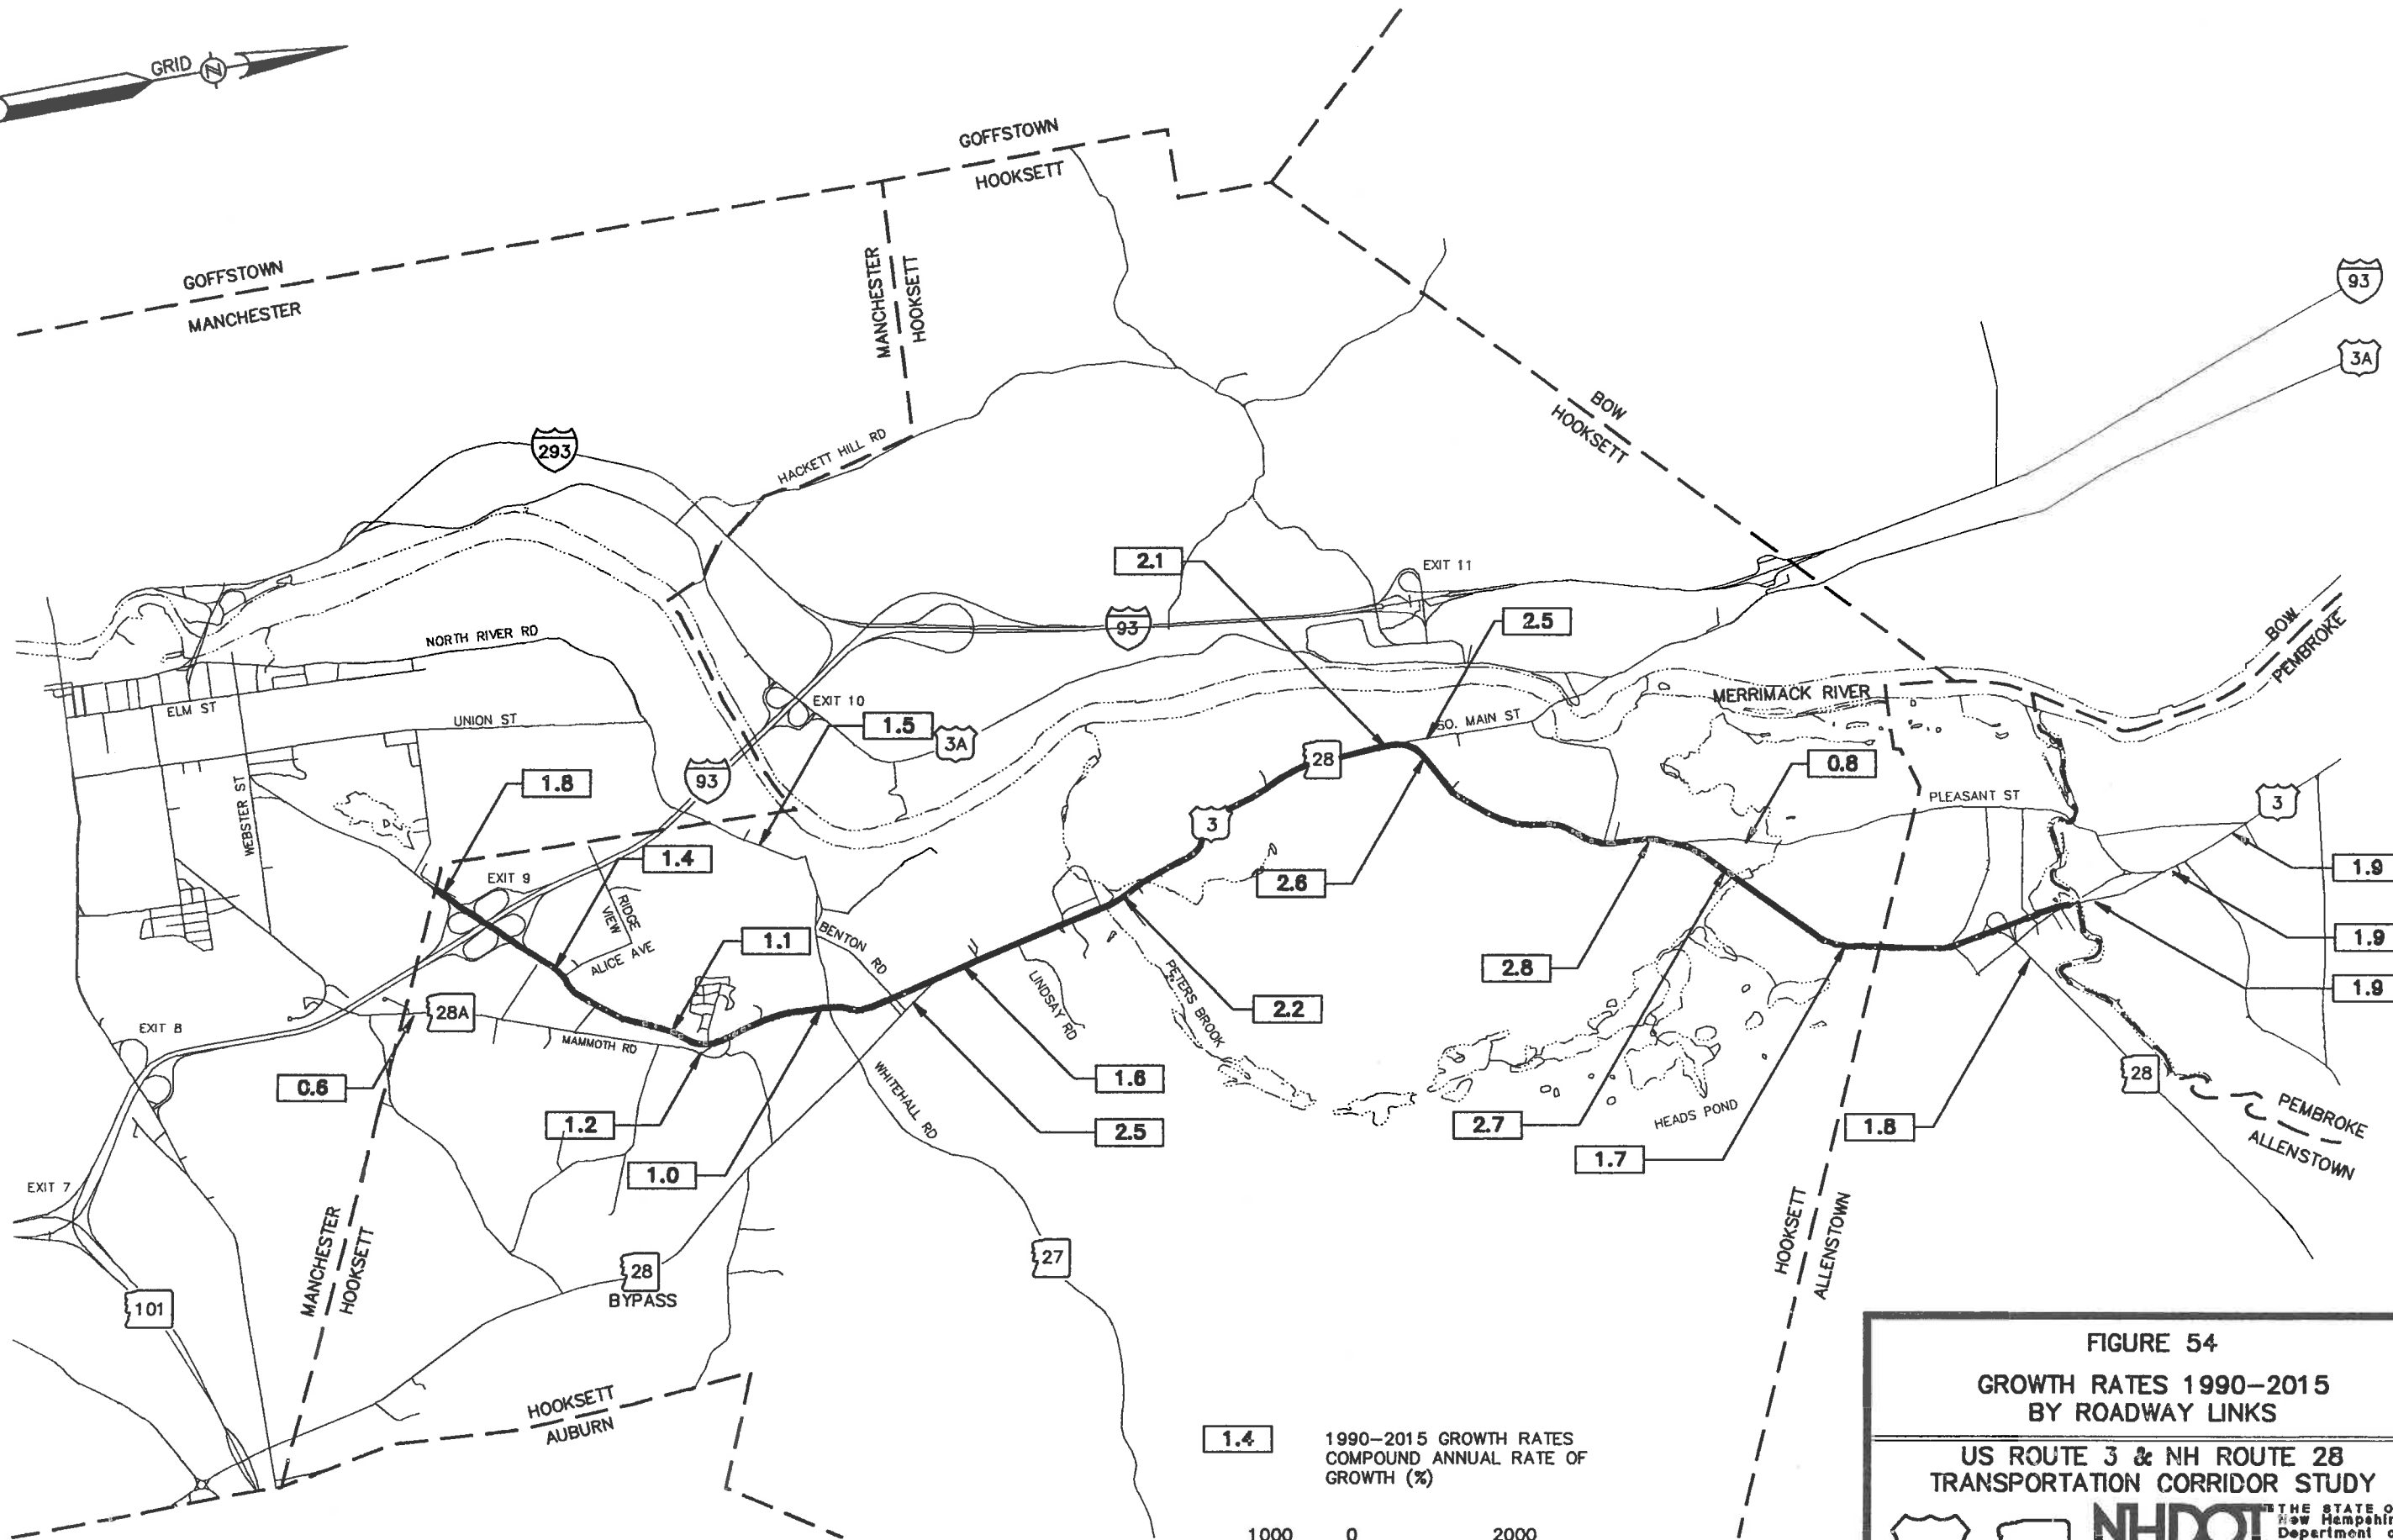 GRID
N
GOFFSTOWN
HOOKSETT
GOFFSTOWN
MANCHESTER
MANCHESTER
HOOKSETT
93
3A
BOW
HOOKSETT
293
HACKETT HILL RD
2.1
EXIT 11
2.5
93
NORTH RIVER RD
BOW
PEMBROKE
MERRIMACK RIVER
ELM ST
UNION ST
EXIT 10
1.5
3A
SO. MAIN ST
28
0.8
93
1.8
WEBSTER ST
PLEASANT ST
3
3
1.4
EXIT 9
RIDGE
VIEW
ALICE AVE
2.6
1.9
1.1
BENTON RD
1.9
2.8
LINDSAY RD
PETERS BROOK
2.2
1.9
28A
EXIT 8
MAMMOTH RD
0.6
1.6
WHITEHALL RD
28
HEADS POND
PEMBROKE
ALLENSTOWN
1.2
2.5
2.7
1.8
1.0
1.7
EXIT 7
MANCHESTER
HOOKSETT
HOOKSETT
ALLENSTOWN
27
28
BYPASS
101
HOOKSETT
AUBURN
1.4
1990-2015 GROWTH RATES
COMPOUND ANNUAL RATE OF
GROWTH (%)
1000 0 2000
FIGURE 54
GROWTH RATES 1990-2015
BY ROADWAY LINKS
US ROUTE 3 & NH ROUTE 28
TRANSPORTATION CORRIDOR STUDY
NHDOT
THE STATE
New
Department